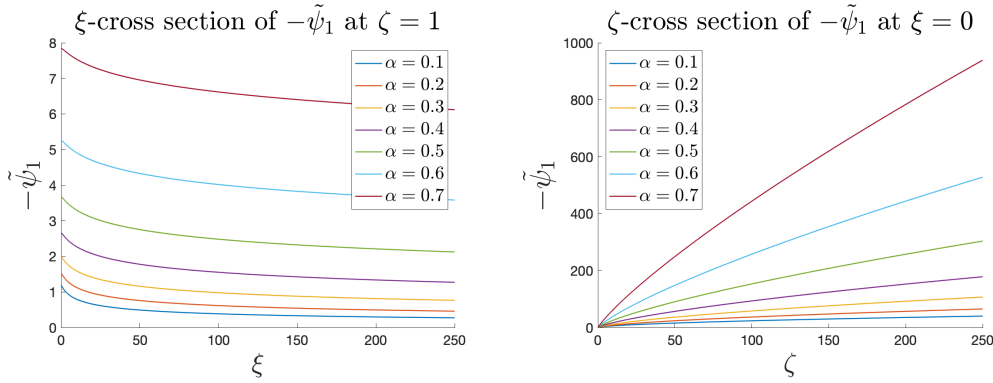 ξ-cross section of −ψ̃₁ at ζ = 1
8
7
6
5
4
3
2
1
0
−ψ̃₁
0
50
100
150
200
250
ξ
α = 0.1
α = 0.2
α = 0.3
α = 0.4
α = 0.5
α = 0.6
α = 0.7
ζ-cross section of −ψ̃₁ at ξ = 0
1000
800
600
400
200
0
−ψ̃₁
0
50
100
150
200
250
ζ
α = 0.1
α = 0.2
α = 0.3
α = 0.4
α = 0.5
α = 0.6
α = 0.7